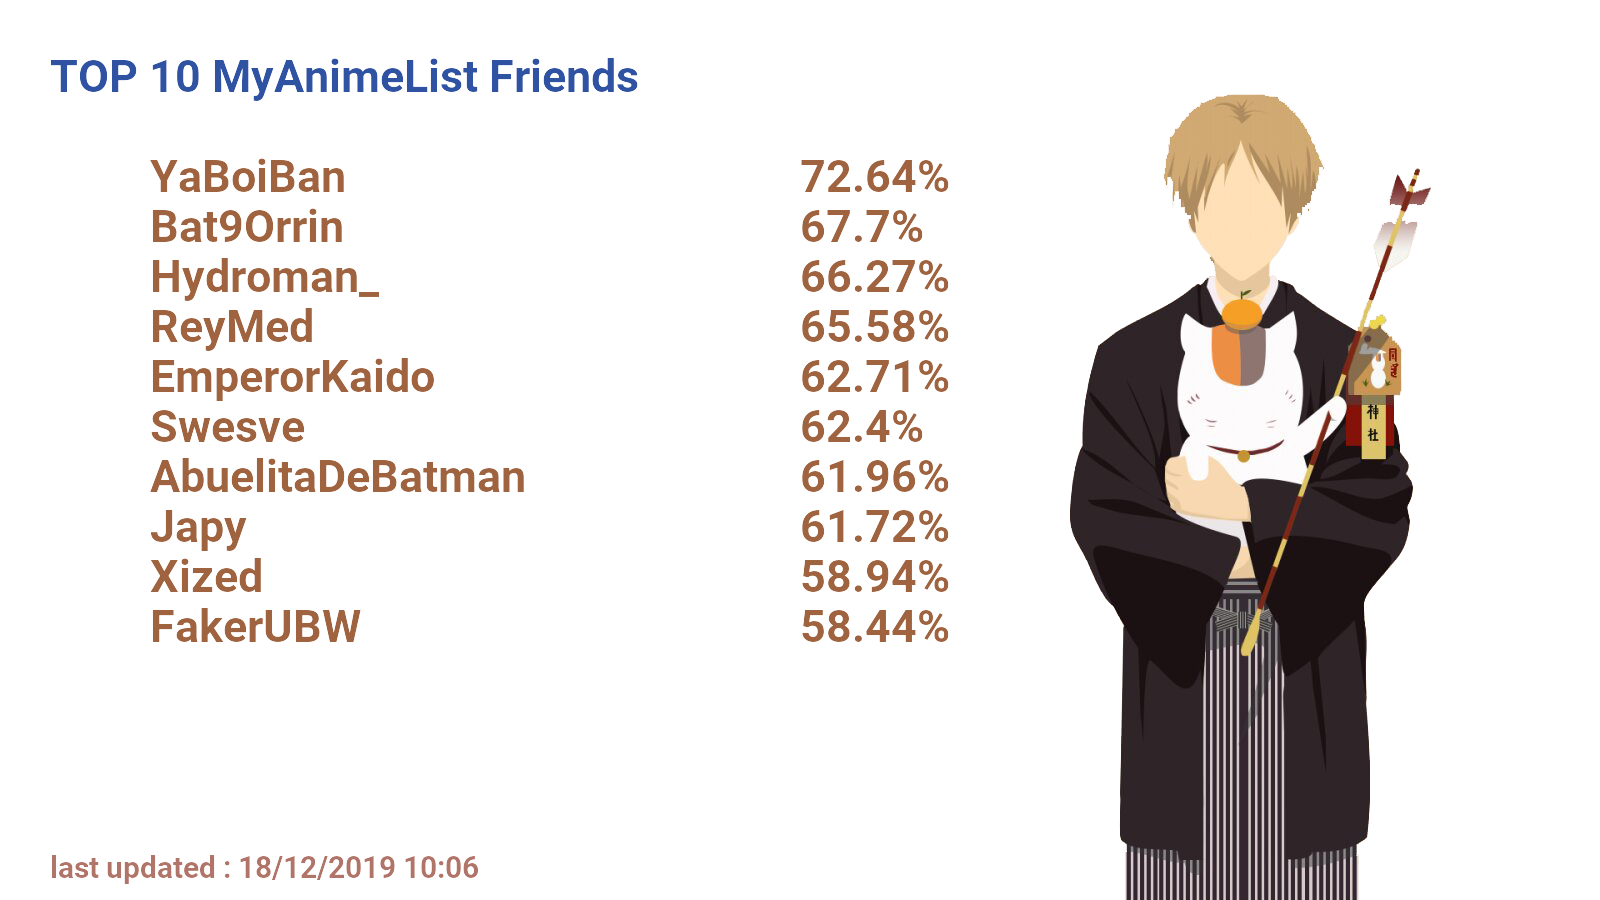 TOP 10 MyAnimeList Friends
YaBoiBan 72.64%
Bat9Orrin 67.7%
Hydroman_ 66.27%
ReyMed 65.58%
EmperorKaido 62.71%
Swesve 62.4%
AbuelitaDeBatman 61.96%
Japy 61.72%
Xized 58.94%
FakerUBW 58.44%
神
社
last updated : 18/12/2019 10:06